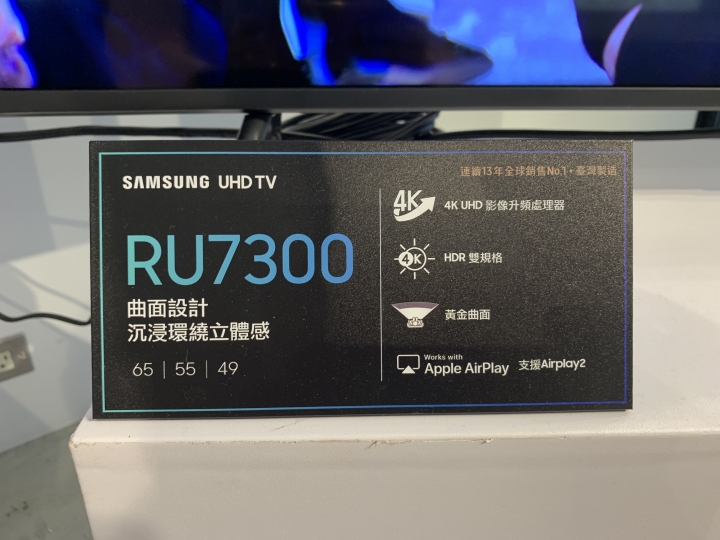 連續13年全球銷售No.1•臺灣製造
SAMSUNG UHD TV
RU7300
曲面設計
沉浸環繞立體感
65 | 55 | 49
4K
4K UHD 影像升頻處理器
4K
HDR 雙規格
黃金曲面
Works with
Apple AirPlay
支援Airplay2